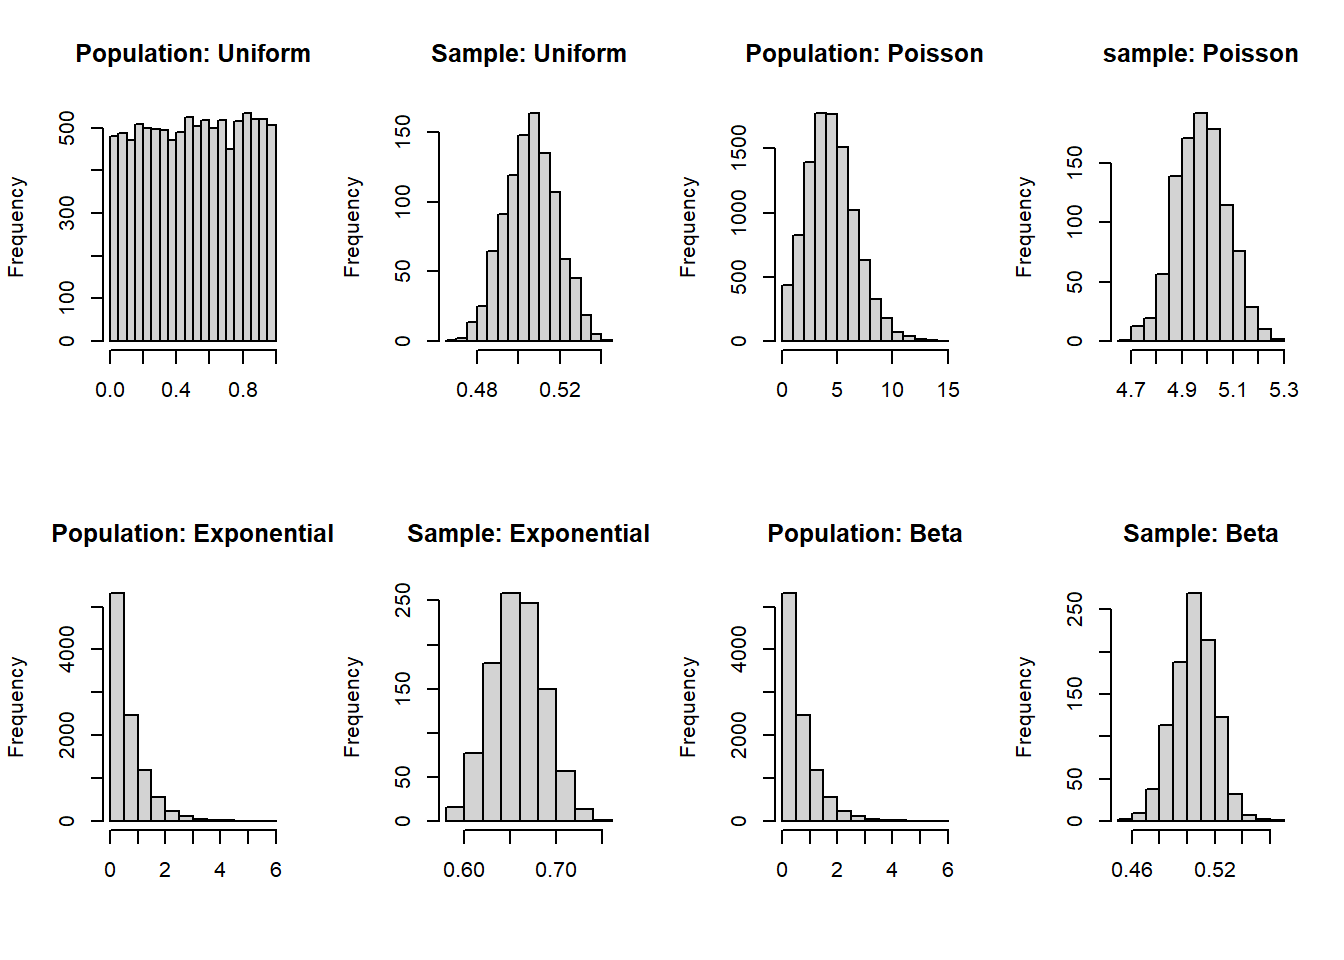 Population: Uniform
Frequency
0 100 300 500
0.0 0.4 0.8
Sample: Uniform
Frequency
0 50 100 150
0.48 0.52
Population: Poisson
Frequency
0 500 1000 1500
0 5 10 15
sample: Poisson
Frequency
0 50 100 150
4.7 4.9 5.1 5.3
Population: Exponential
Frequency
0 2000 4000
0 2 4 6
Sample: Exponential
Frequency
0 50 150 250
0.60 0.70
Population: Beta
Frequency
0 2000 4000
0 2 4 6
Sample: Beta
Frequency
0 50 150 250
0.46 0.52